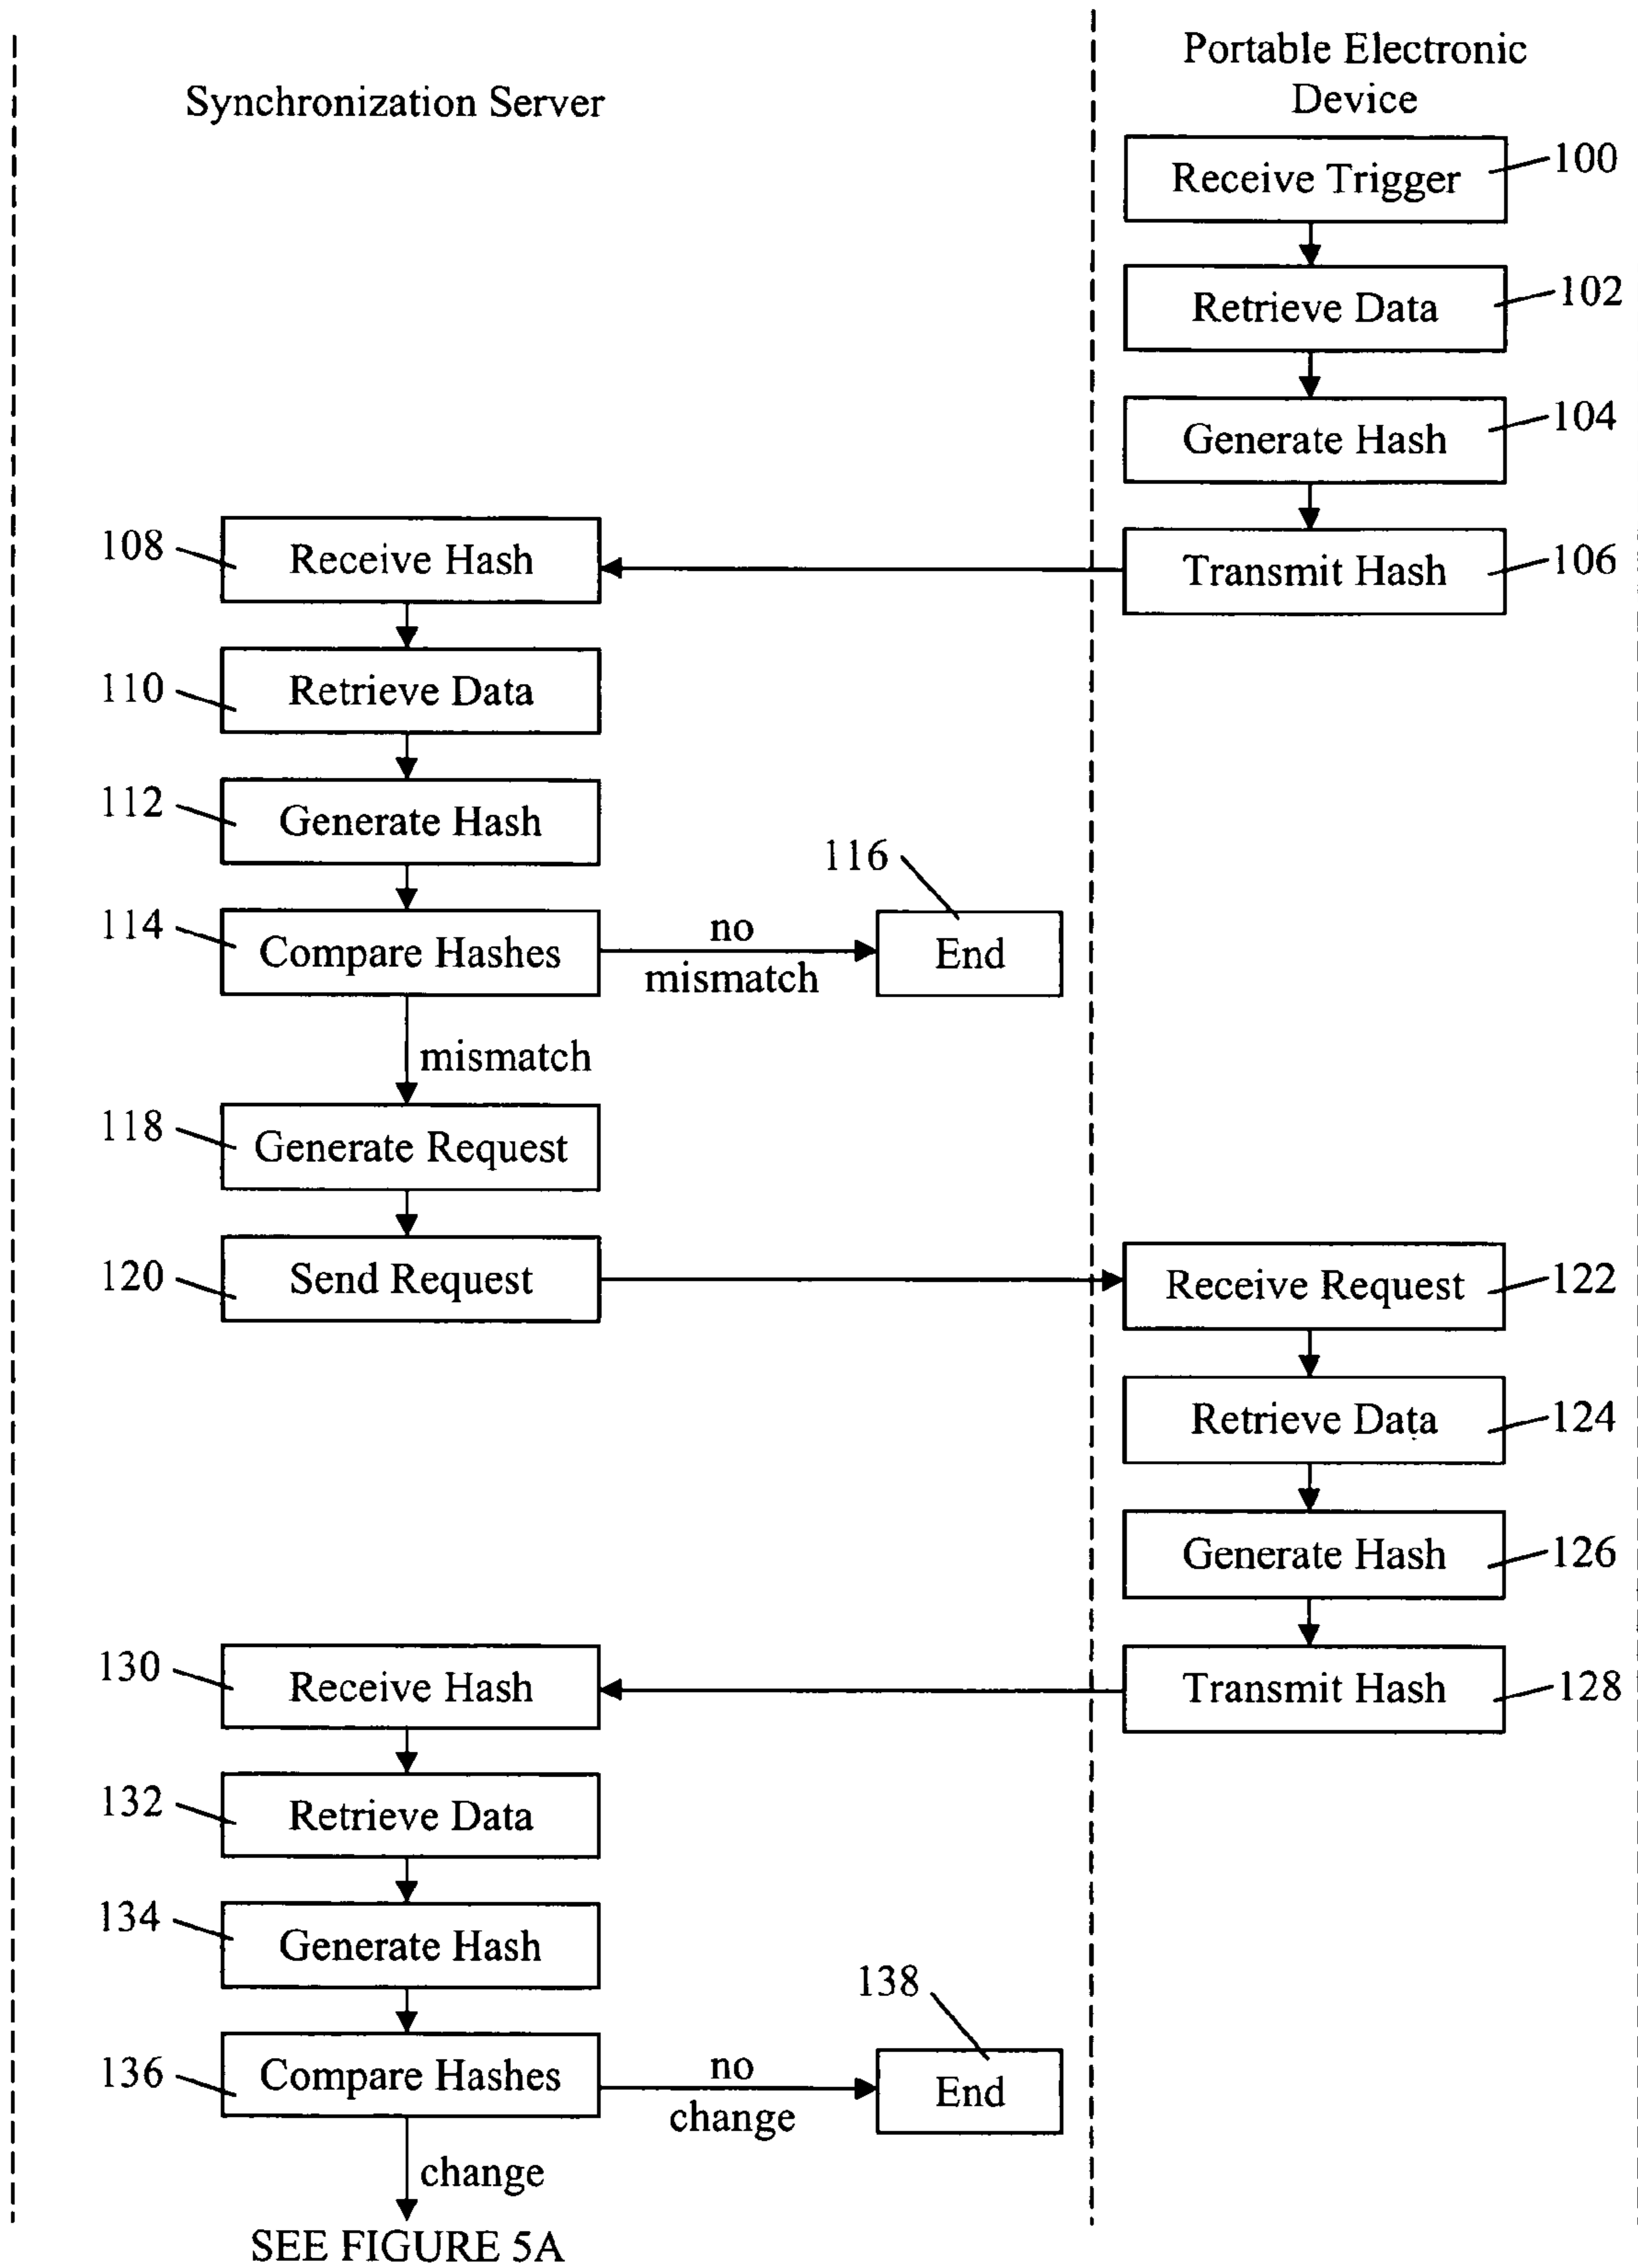 Synchronization Server
Portable Electronic
Device
Receive Trigger
100
Retrieve Data
102
Generate Hash
104
Transmit Hash
106
108
Receive Hash
110
Retrieve Data
112
Generate Hash
114
Compare Hashes
no
mismatch
116
End
mismatch
118
Generate Request
120
Send Request
Receive Request
122
Retrieve Data
124
Generate Hash
126
Transmit Hash
128
130
Receive Hash
132
Retrieve Data
134
Generate Hash
136
Compare Hashes
no
change
138
End
change
SEE FIGURE 5A